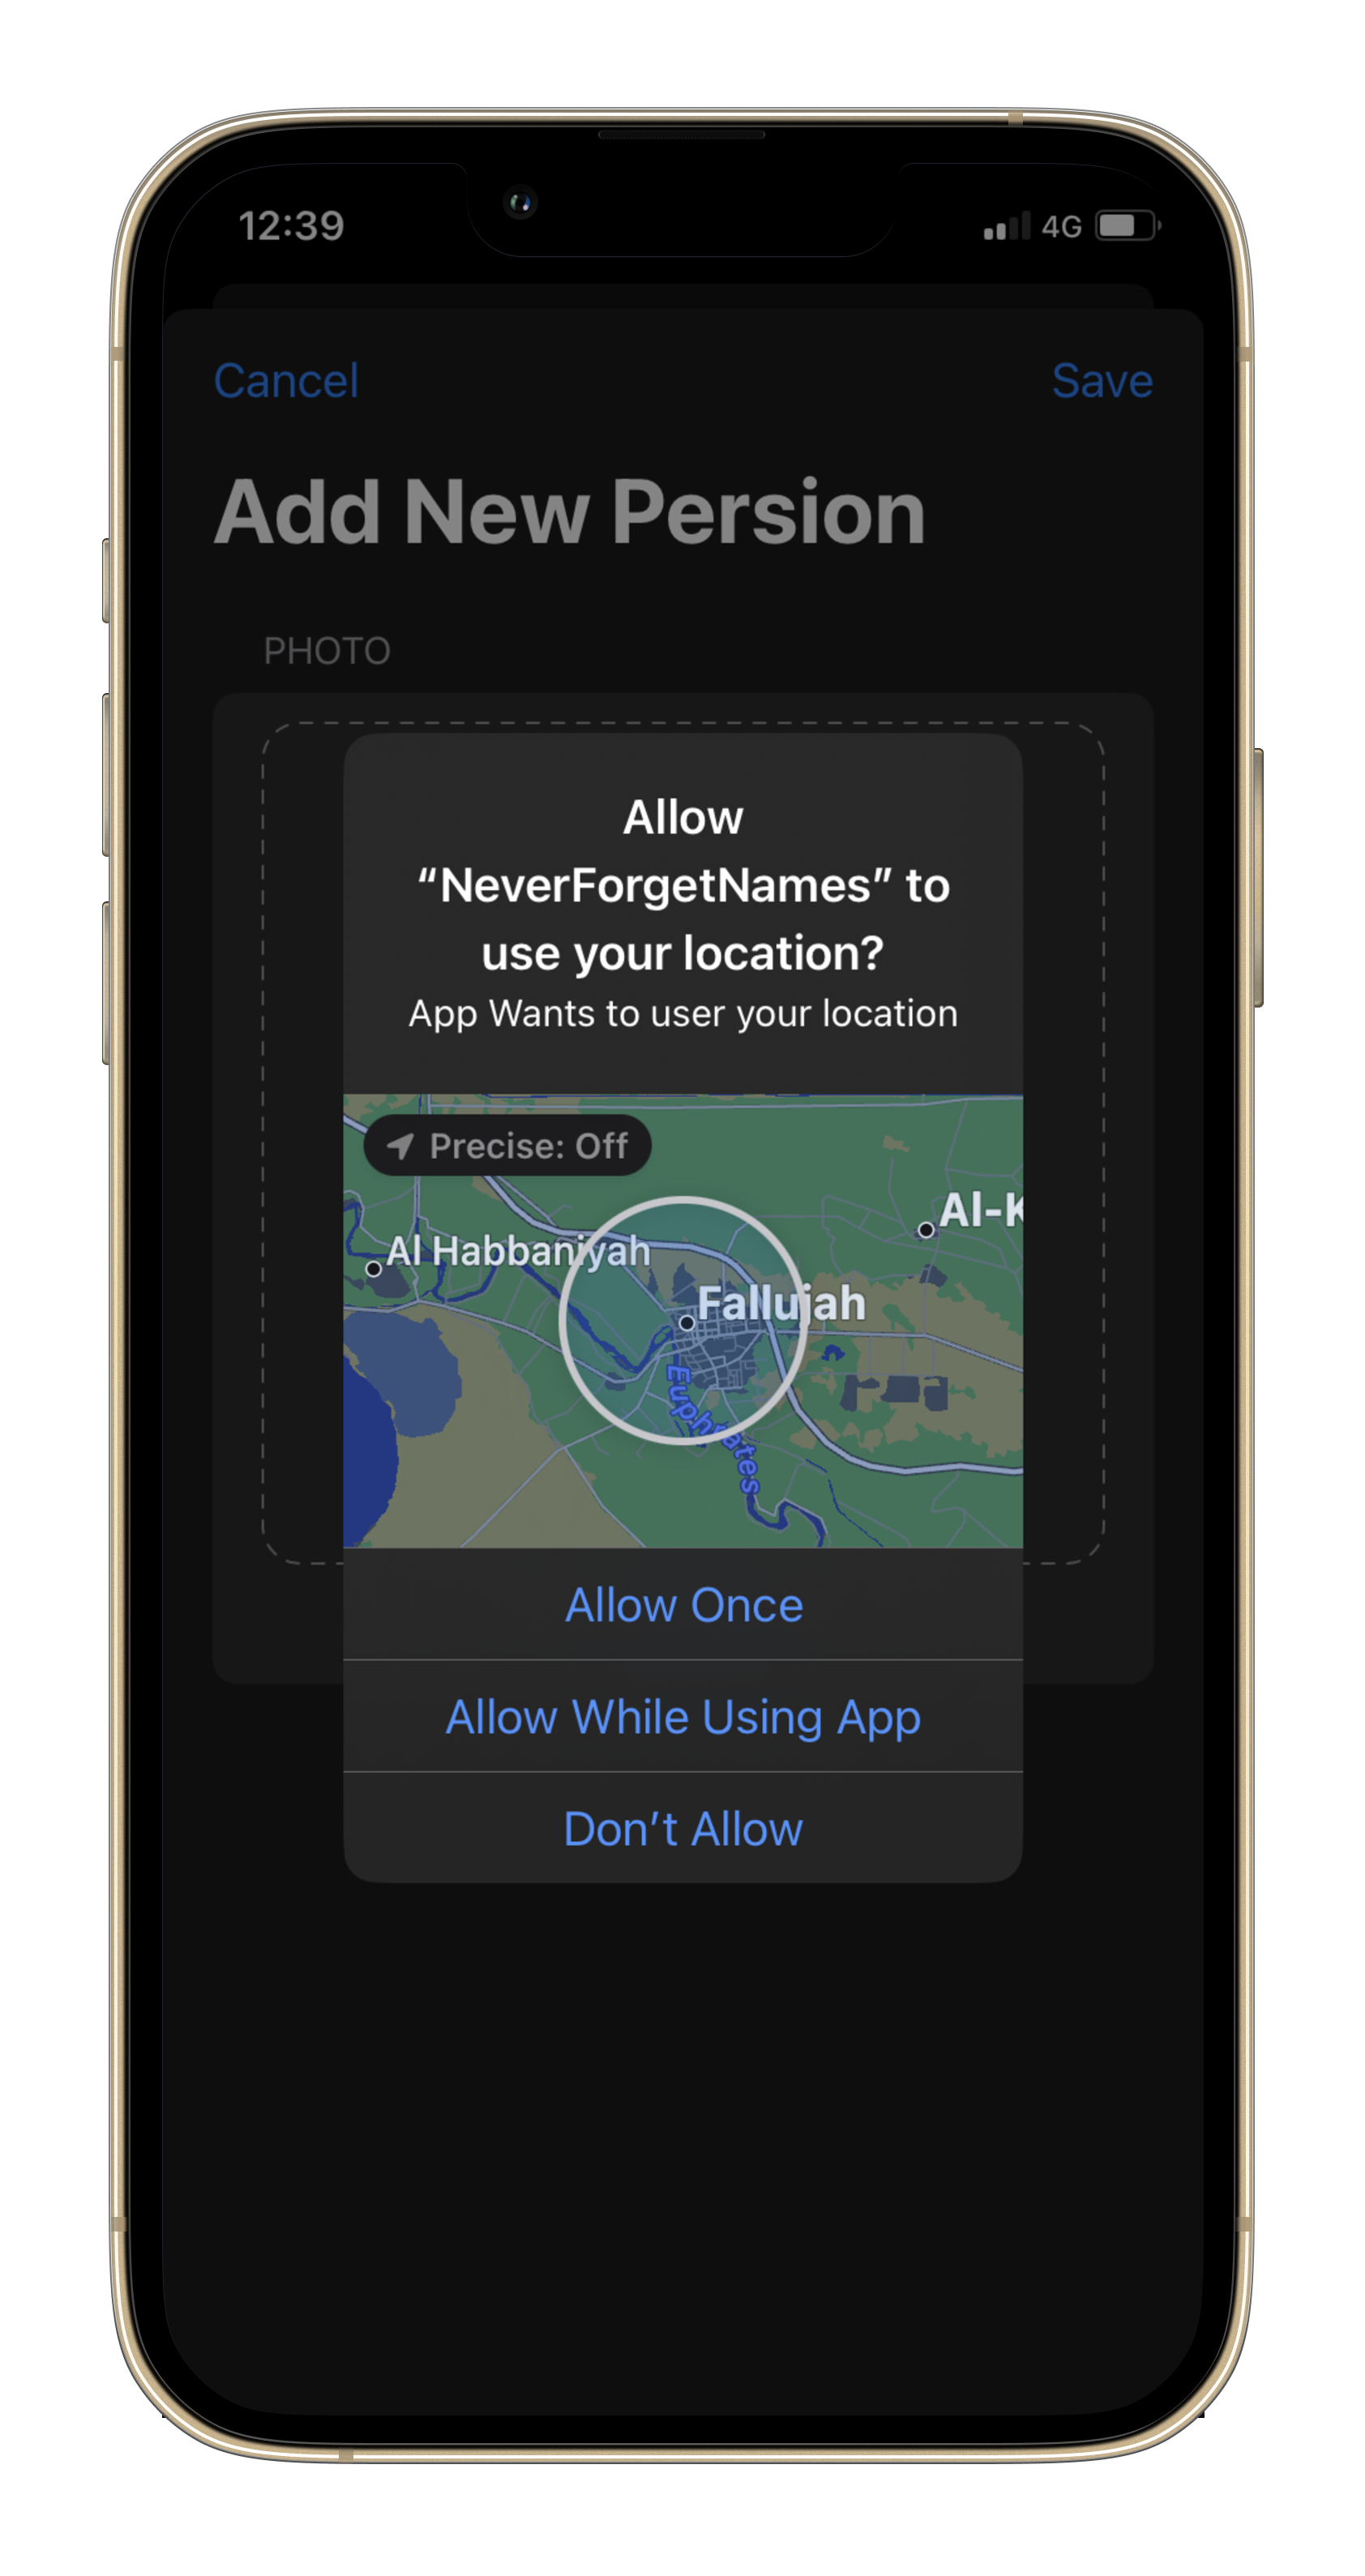 12:39
4G
Cancel
Save
Add New Persion
PHOTO
Allow
“NeverForgetNames” to
use your location?
App Wants to user your location
Precise: Off
Al-K
Al Habbaniyah
Fallujah
Euphrates
Allow Once
Allow While Using App
Don’t Allow